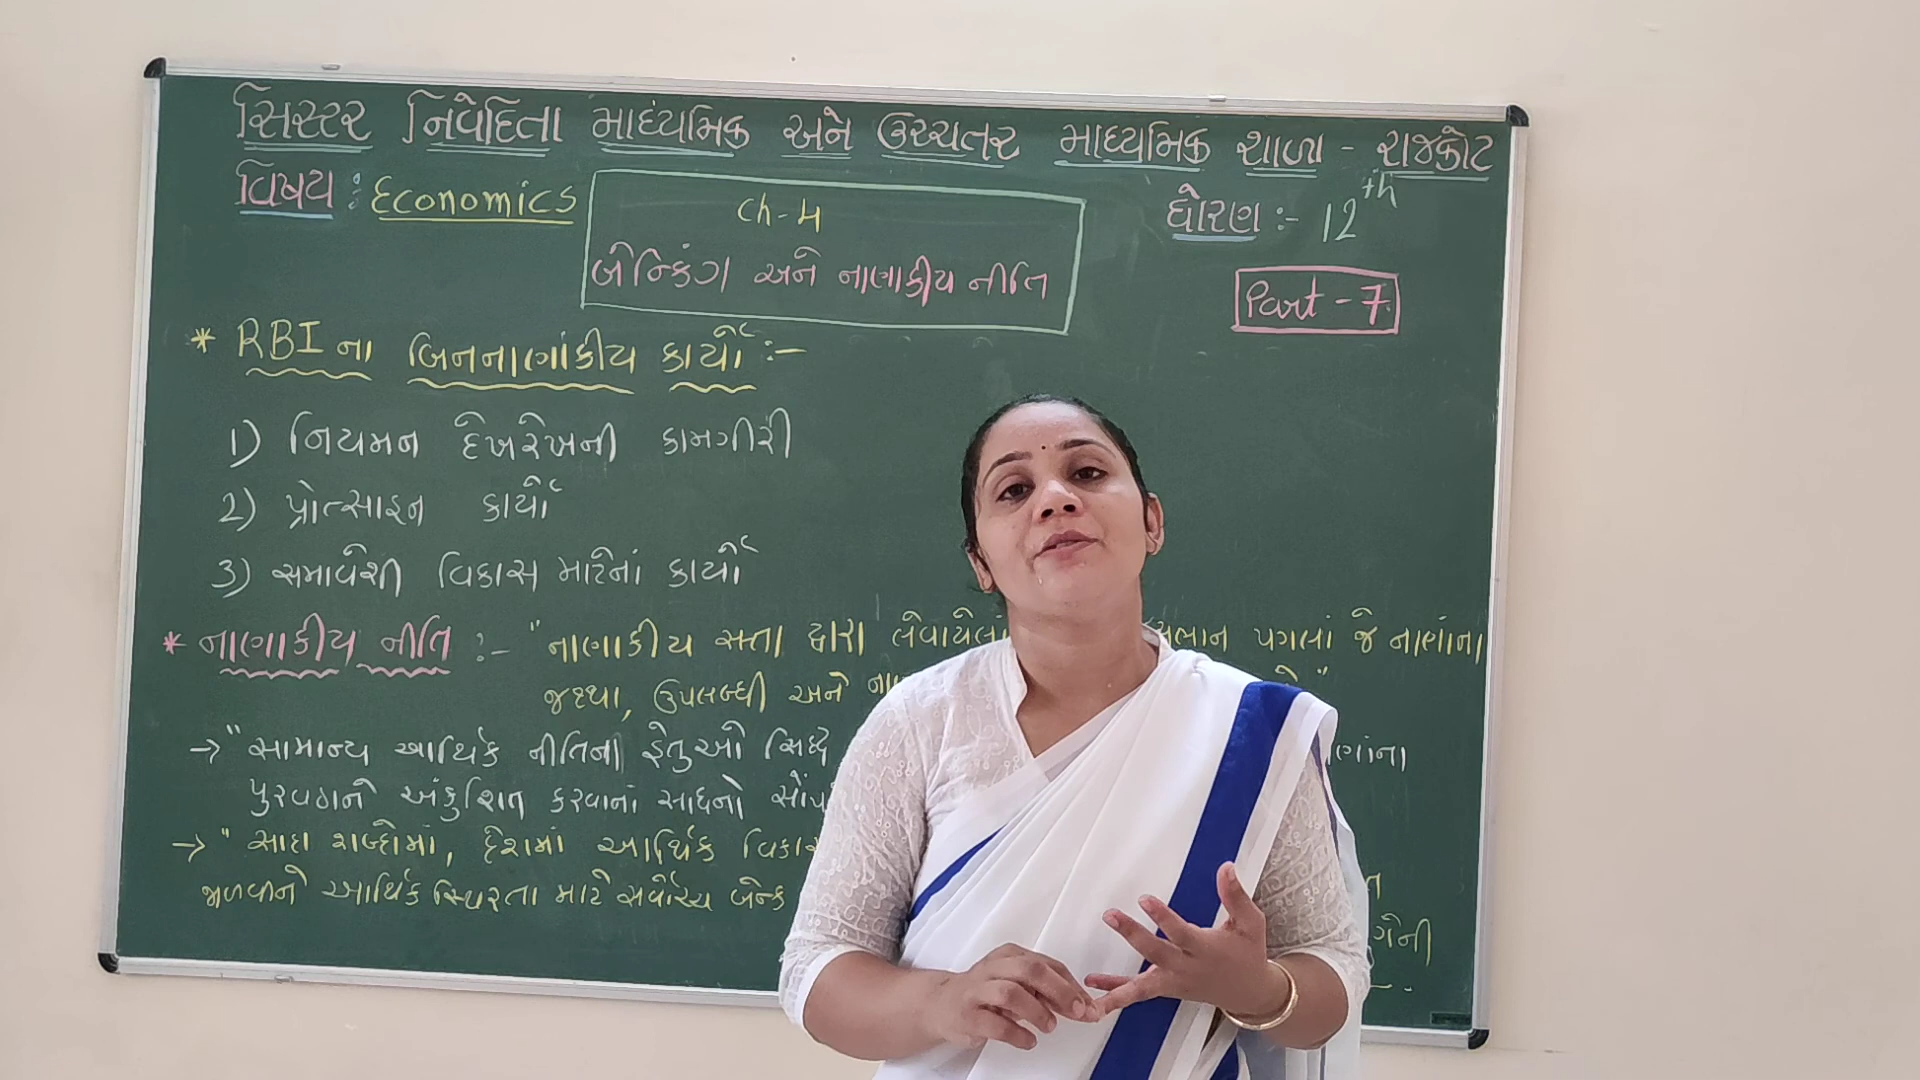 સિસ્ટર નિવેદિતા માધ્યમિક અને ઉચ્ચતર માધ્યમિક શાળા - રાજકોટ
વિષય : Economics
Ch - 4
બેન્કિંગ અને નાણાકીય નીતિ
ધોરણ :- 12th
Part - 7
* RBI ના બિનનાણાંકીય કાર્યો :-
1) નિયમન દેખરેખની કામગીરી
2) પ્રોત્સાહન કાર્યો
3) સમાવેશી વિકાસ માટેનાં કાર્યો
* નાણાકીય નીતિ :- "નાણાકીય સત્તા દ્વારા લેવાયેલાં પગલાં જે નાણાંના
જથ્થા, ઉપલબ્ધી અને
→ "સામાન્ય આર્થિક નીતિના હેતુઓ સિધ્ધ
પુરવઠાને અંકુશિત કરવાનાં સાધનો
→ "સાદા શબ્દોમાં, દેશમાં આર્થિક
જાળવીને આર્થિક સ્થિરતા માટે સર્વોચ્ચ બેન્ક